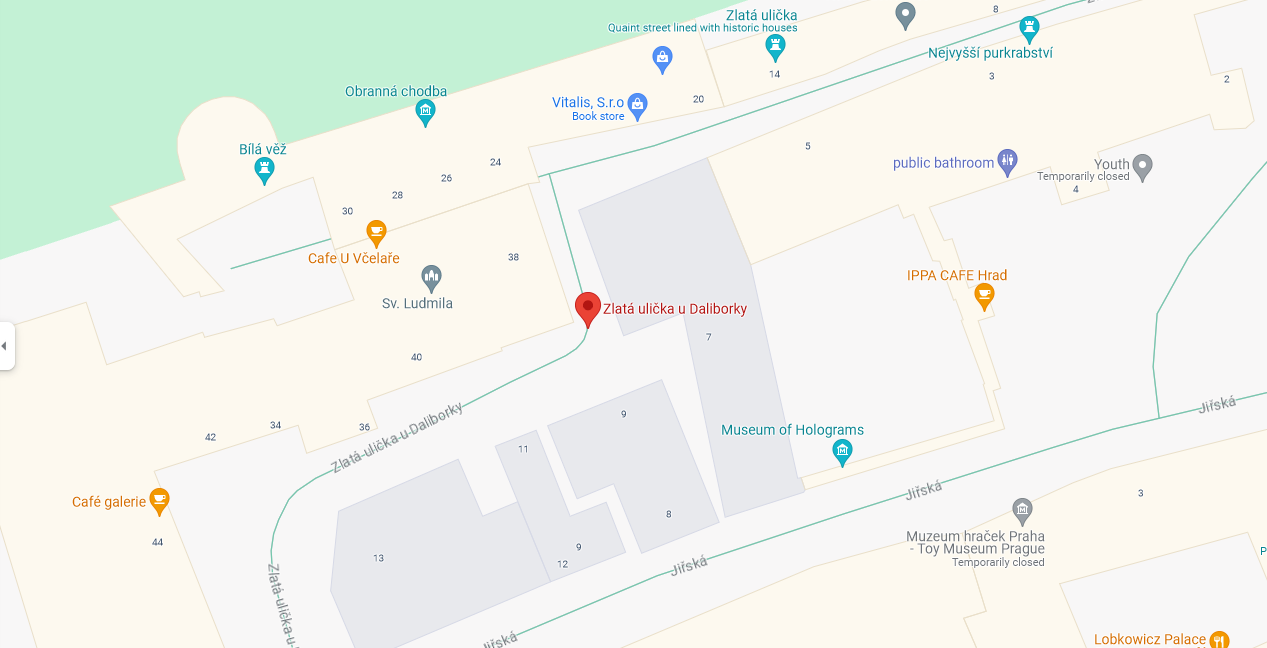 Zlatá ulička
Quaint street lined with historic houses
8
Nejvyšší purkrabství
14
3
2
Obranná chodba
Vitalis, S.r.o
Book store
20
Bílá věž
24
5
public bathroom
Youth
Temporarily closed
4
26
28
30
Cafe U Včelaře
38
Sv. Ludmila
IPPA CAFE Hrad
Zlatá ulička u Daliborky
7
40
Jiřská
9
36
34
42
Zlatá ulička u Daliborky
11
Museum of Holograms
Jiřská
3
Café galerie
44
8
9
13
12
Muzeum hraček Praha
- Toy Museum Prague
Temporarily closed
Jiřská
Zlatá ulička u
Jiřská
Lobkowicz Palace